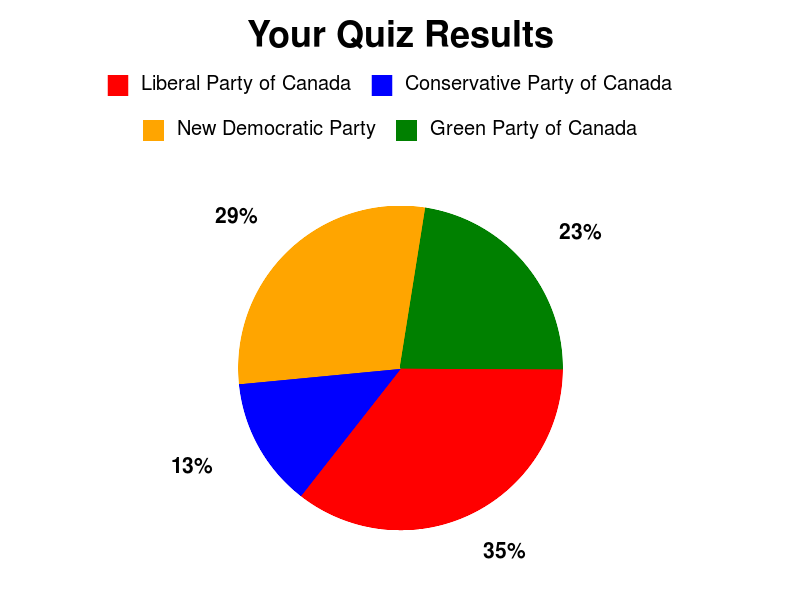 Your Quiz Results
Liberal Party of Canada Conservative Party of Canada
New Democratic Party Green Party of Canada
29%
23%
13%
35%